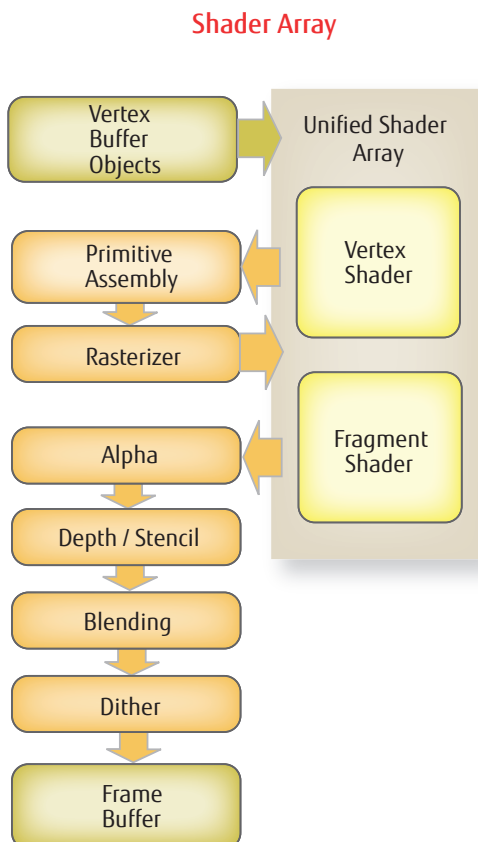 Shader Array
Vertex
Buffer
Objects
Unified Shader
Array
Vertex
Shader
Primitive
Assembly
Rasterizer
Fragment
Shader
Alpha
Depth / Stencil
Blending
Dither
Frame
Buffer